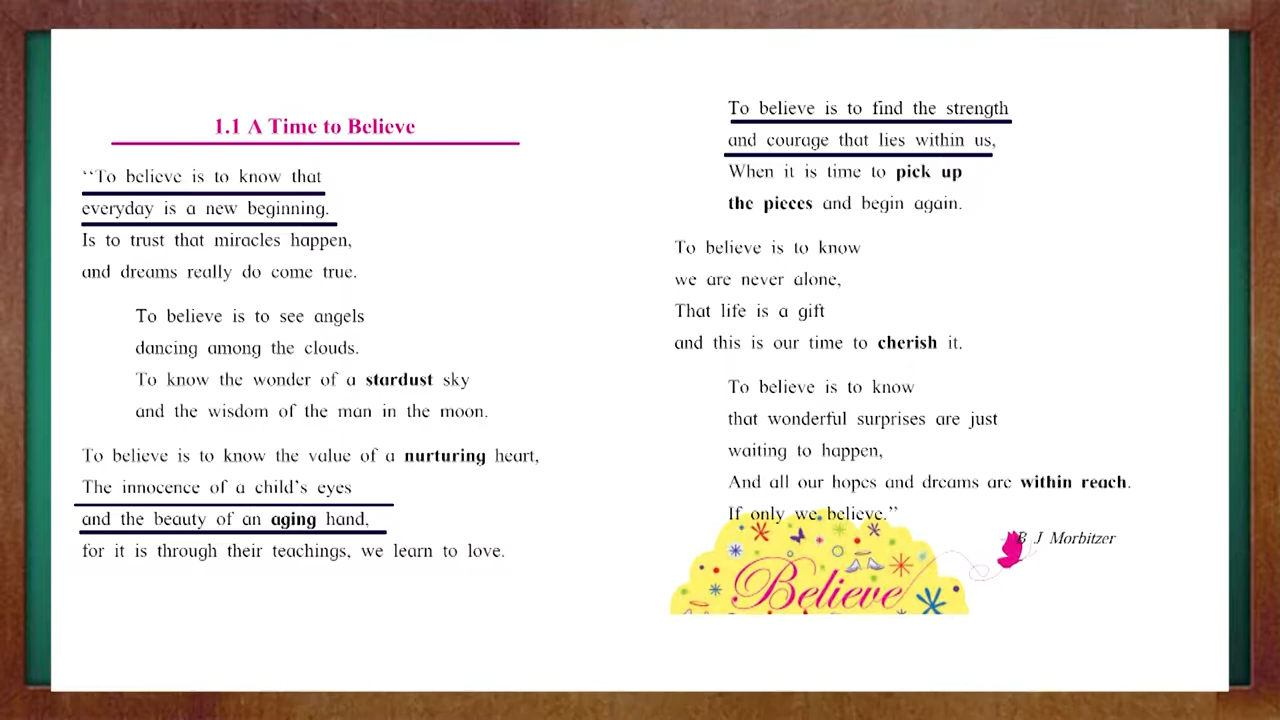 1.1 A Time to Believe
‘‘To believe is to know that
everyday is a new beginning.
Is to trust that miracles happen,
and dreams really do come true.
To believe is to see angels
dancing among the clouds.
To know the wonder of a stardust sky
and the wisdom of the man in the moon.
To believe is to know the value of a nurturing heart,
The innocence of a child’s eyes
and the beauty of an aging hand,
for it is through their teachings, we learn to love.
To believe is to find the strength
and courage that lies within us,
When it is time to pick up
the pieces and begin again.
To believe is to know
we are never alone,
That life is a gift
and this is our time to cherish it.
To believe is to know
that wonderful surprises are just
waiting to happen,
And all our hopes and dreams are within reach.
If only we believe.’’
B J Morbitzer
Believe